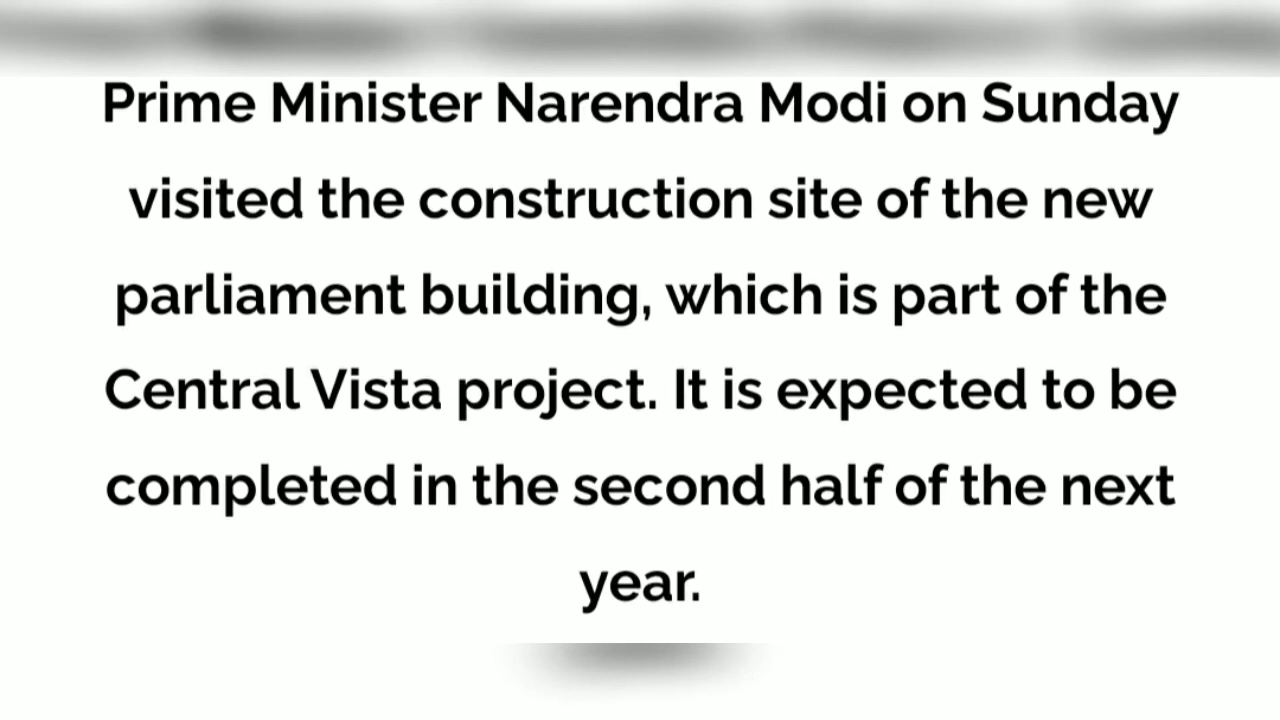 Prime Minister Narendra Modi on Sunday
visited the construction site of the new
parliament building, which is part of the
Central Vista project. It is expected to be
completed in the second half of the next
year.